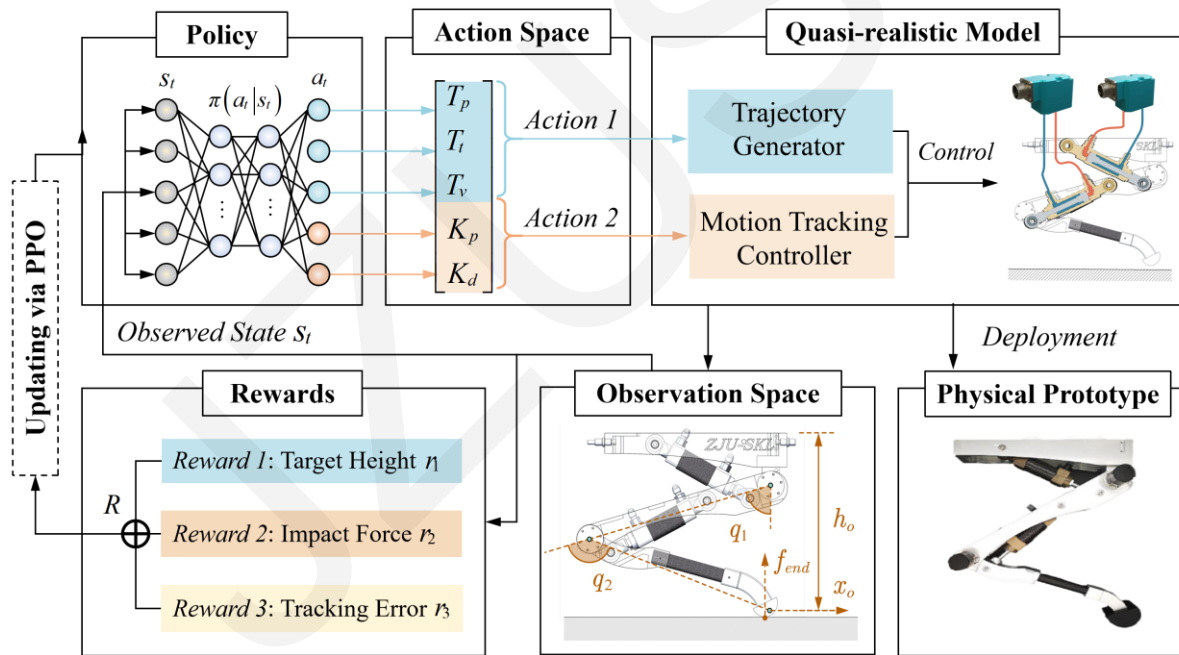 Policy
Action Space
Quasi-realistic Model
s_t
a_t
π(a_t|s_t)
⋮
⋮
T_p
T_t
T_v
K_p
K_d
Action 1
Action 2
Trajectory
Generator
Motion Tracking
Controller
Control
SKL
Updating via PPO
Observed State s_t
Deployment
Rewards
Observation Space
Physical Prototype
Reward 1: Target Height r_1
Reward 2: Impact Force r_2
Reward 3: Tracking Error r_3
R
ZJU-SKL
q_1
q_2
h_o
f_end
x_o
JZUS